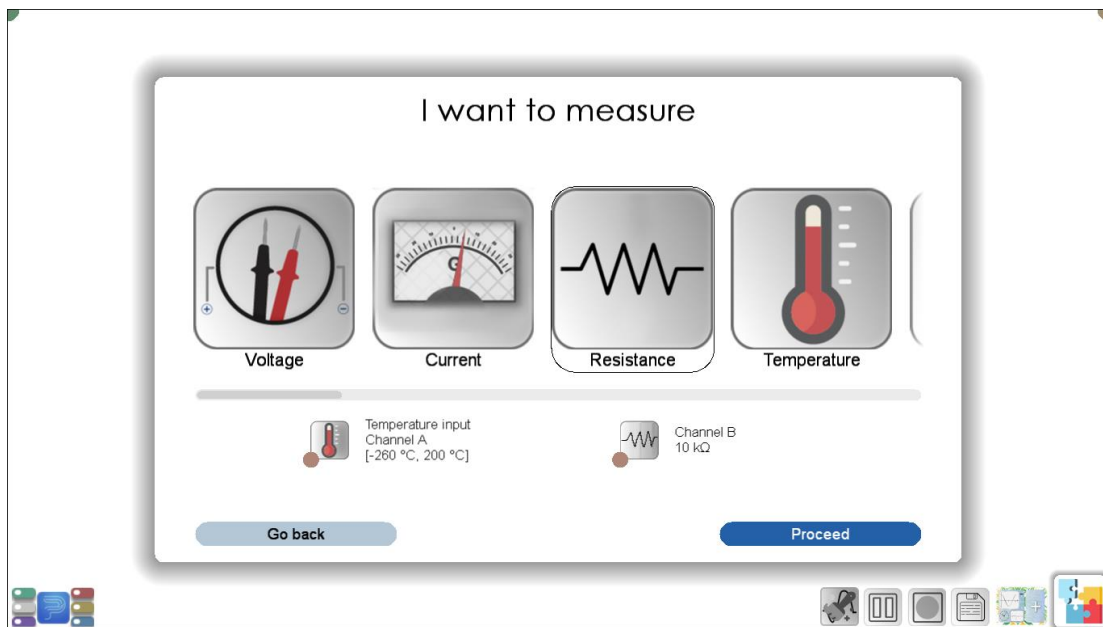 I want to measure
G
Voltage
Current
Resistance
Temperature
Temperature input
Channel A
[-260 °C, 200 °C]
Channel B
10 kΩ
Go back
Proceed